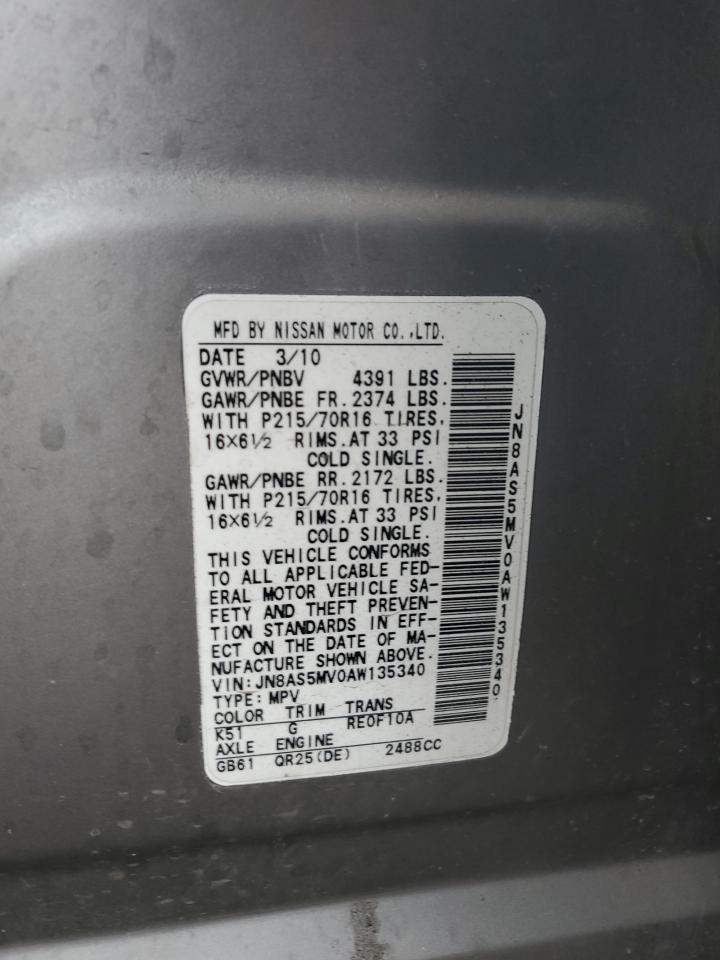 MFD BY NISSAN MOTOR CO.,LTD.
DATE 3/10
GVWR/PNBV 4391 LBS.
GAWR/PNBE FR. 2374 LBS.
WITH P215/70R16 TIRES,
16X6½ RIMS.AT 33 PSI
COLD SINGLE.
GAWR/PNBE RR. 2172 LBS.
WITH P215/70R16 TIRES,
16X6½ RIMS.AT 33 PSI
COLD SINGLE.
THIS VEHICLE CONFORMS
TO ALL APPLICABLE FED-
ERAL MOTOR VEHICLE SA-
FETY AND THEFT PREVEN-
TION STANDARDS IN EFF-
ECT ON THE DATE OF MA-
NUFACTURE SHOWN ABOVE.
VIN:JN8AS5MV0AW135340
TYPE:MPV
COLOR TRIM TRANS
K51 G RE0F10A
AXLE ENGINE
GB61 QR25(DE) 2488CC
JN8AS5MV0AW135340